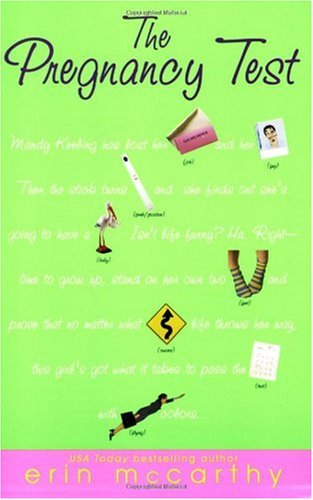 The
Pregnancy Test
Mandy Keeling has lost her
and her
(job)
(guy)
Then the stick turns
and she finds out she's
(pink/positive)
going to have a
Isn't life funny? Ha. Right—
(baby)
time to grow up, stand on her own two
and
(feet)
prove that no matter what
life throws her way,
(curves)
this girl's got what it takes to pass the
(test)
with
colors...
(flying)
USA Today bestselling author
erin mccarthy